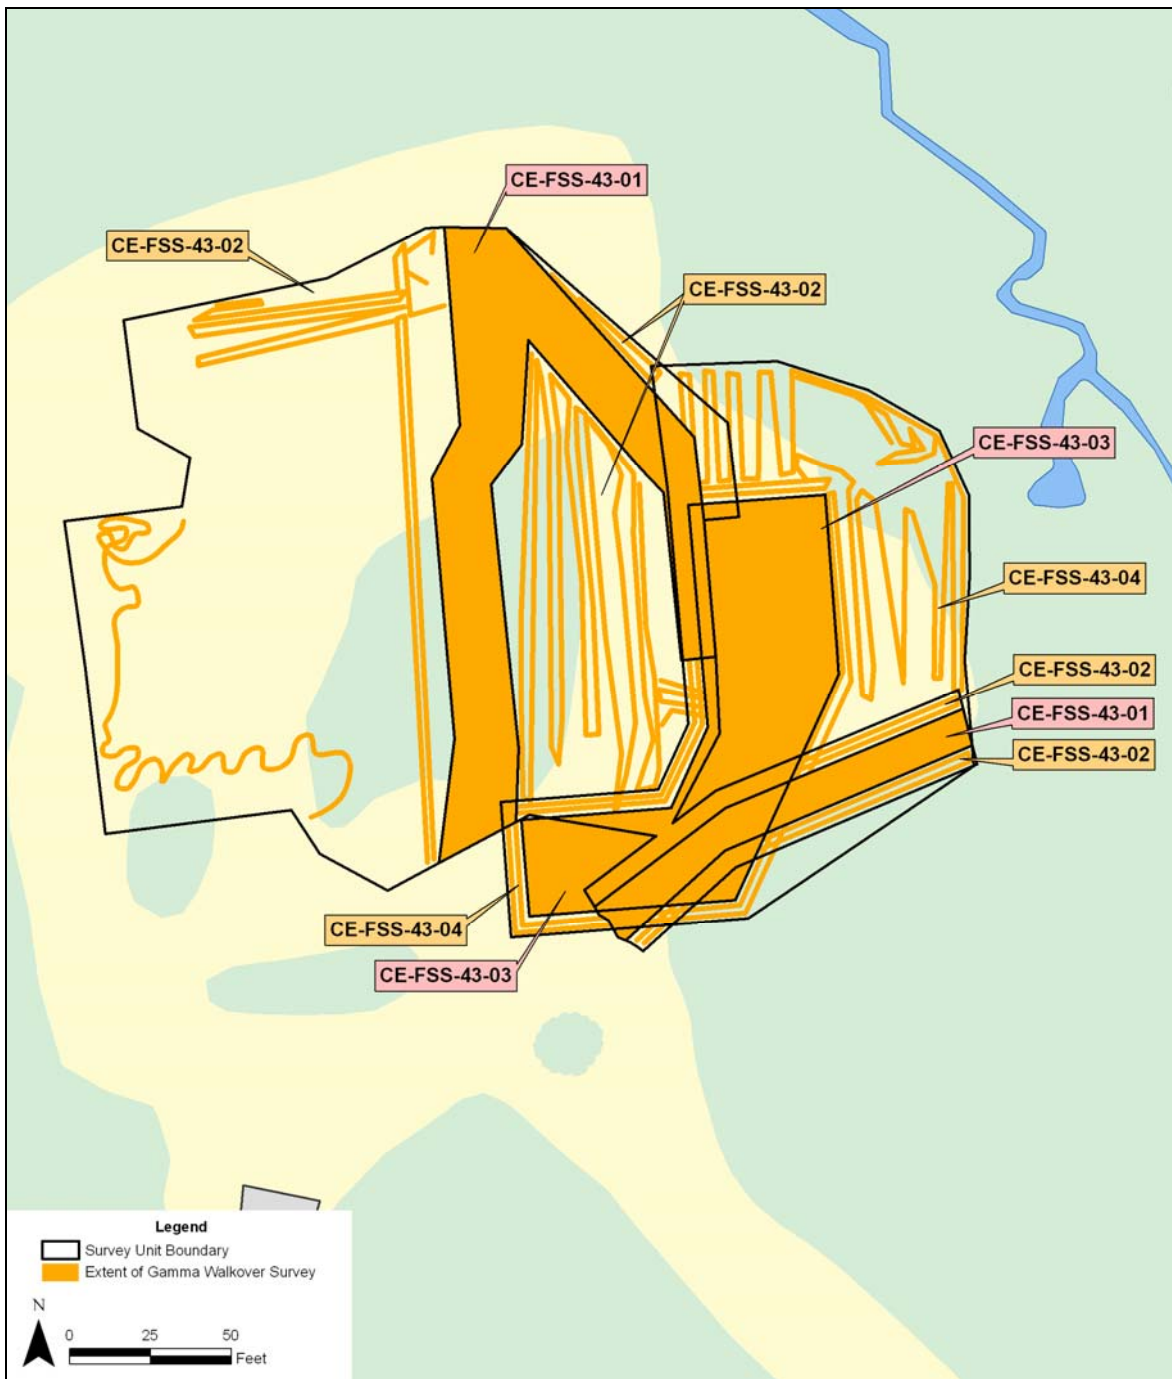 CE-FSS-43-01
CE-FSS-43-02
CE-FSS-43-02
CE-FSS-43-03
CE-FSS-43-04
CE-FSS-43-02
CE-FSS-43-01
CE-FSS-43-02
CE-FSS-43-04
CE-FSS-43-03
Legend
Survey Unit Boundary
Extent of Gamma Walkover Survey
N
0 25 50
Feet